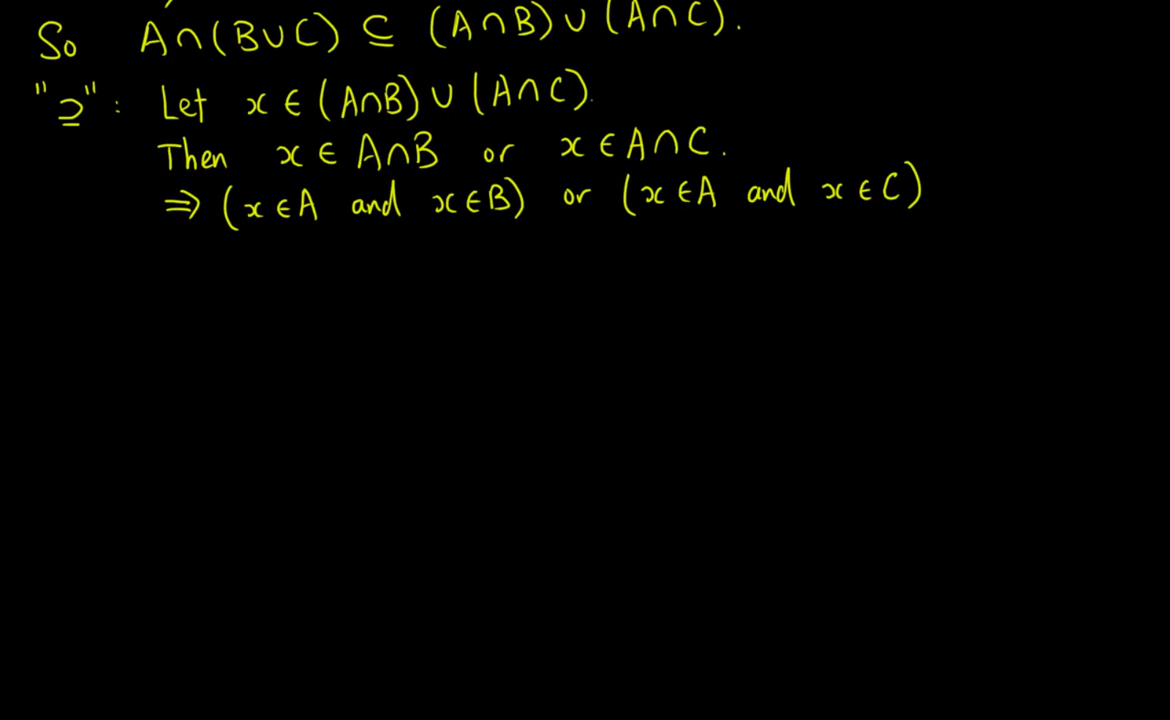 So A∩(B∪C) ⊆ (A∩B)∪(A∩C).
"⊇": Let x∈(A∩B)∪(A∩C).
Then x∈A∩B or x∈A∩C.
⇒ (x∈A and x∈B) or (x∈A and x∈C)